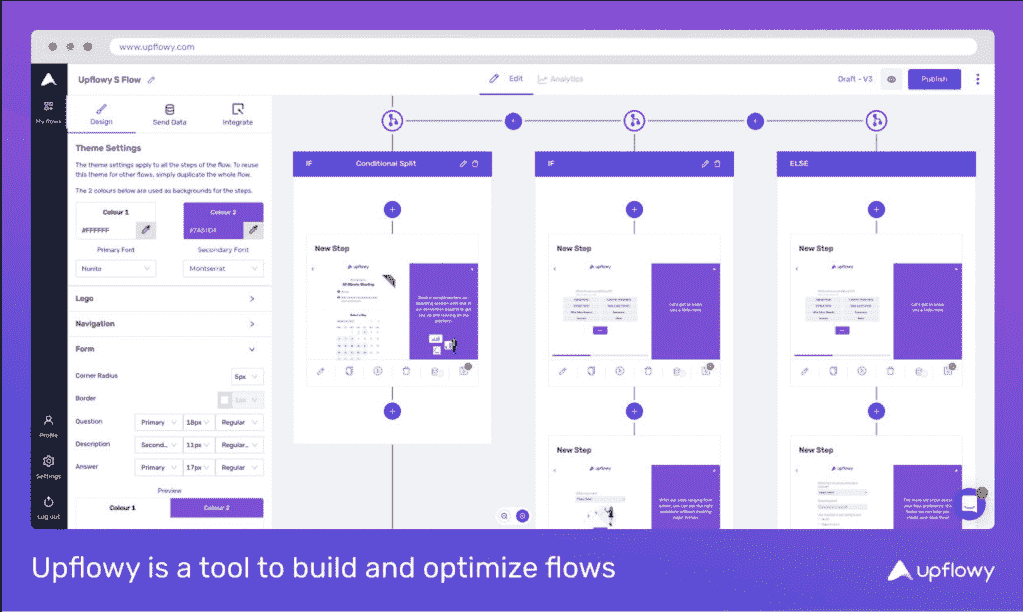 www.upflowy.com
Upflowy S Flow
Edit
Analytics
Draft - V3
Publish
My flows
Design
Send Data
Integrate
Theme Settings
The theme settings apply to all the steps of the flow. To reuse
this theme for other flows, simply duplicate the whole flow.
The 2 colours below are used as backgrounds for the steps.
Colour 1
Colour 2
#FFFFFF
Primary Font
Secondary Font
Nunito
Montserrat
Logo
Navigation
Form
Corner Radius
5px
Border
1px
Question
Primary
18px
Regular
Description
Second...
11px
Regular...
Answer
Primary
17px
Regular
Preview
Colour 1
Colour 2
Profile
Settings
Log out
IF
Conditional Split
IF
ELSE
New Step
upflowy
New Step
upflowy
Let's get to know
you a little more
New Step
upflowy
Let's get to know
you a little more
New Step
upflowy
New Step
upflowy
Upflowy is a tool to build and optimize flows
upflowy